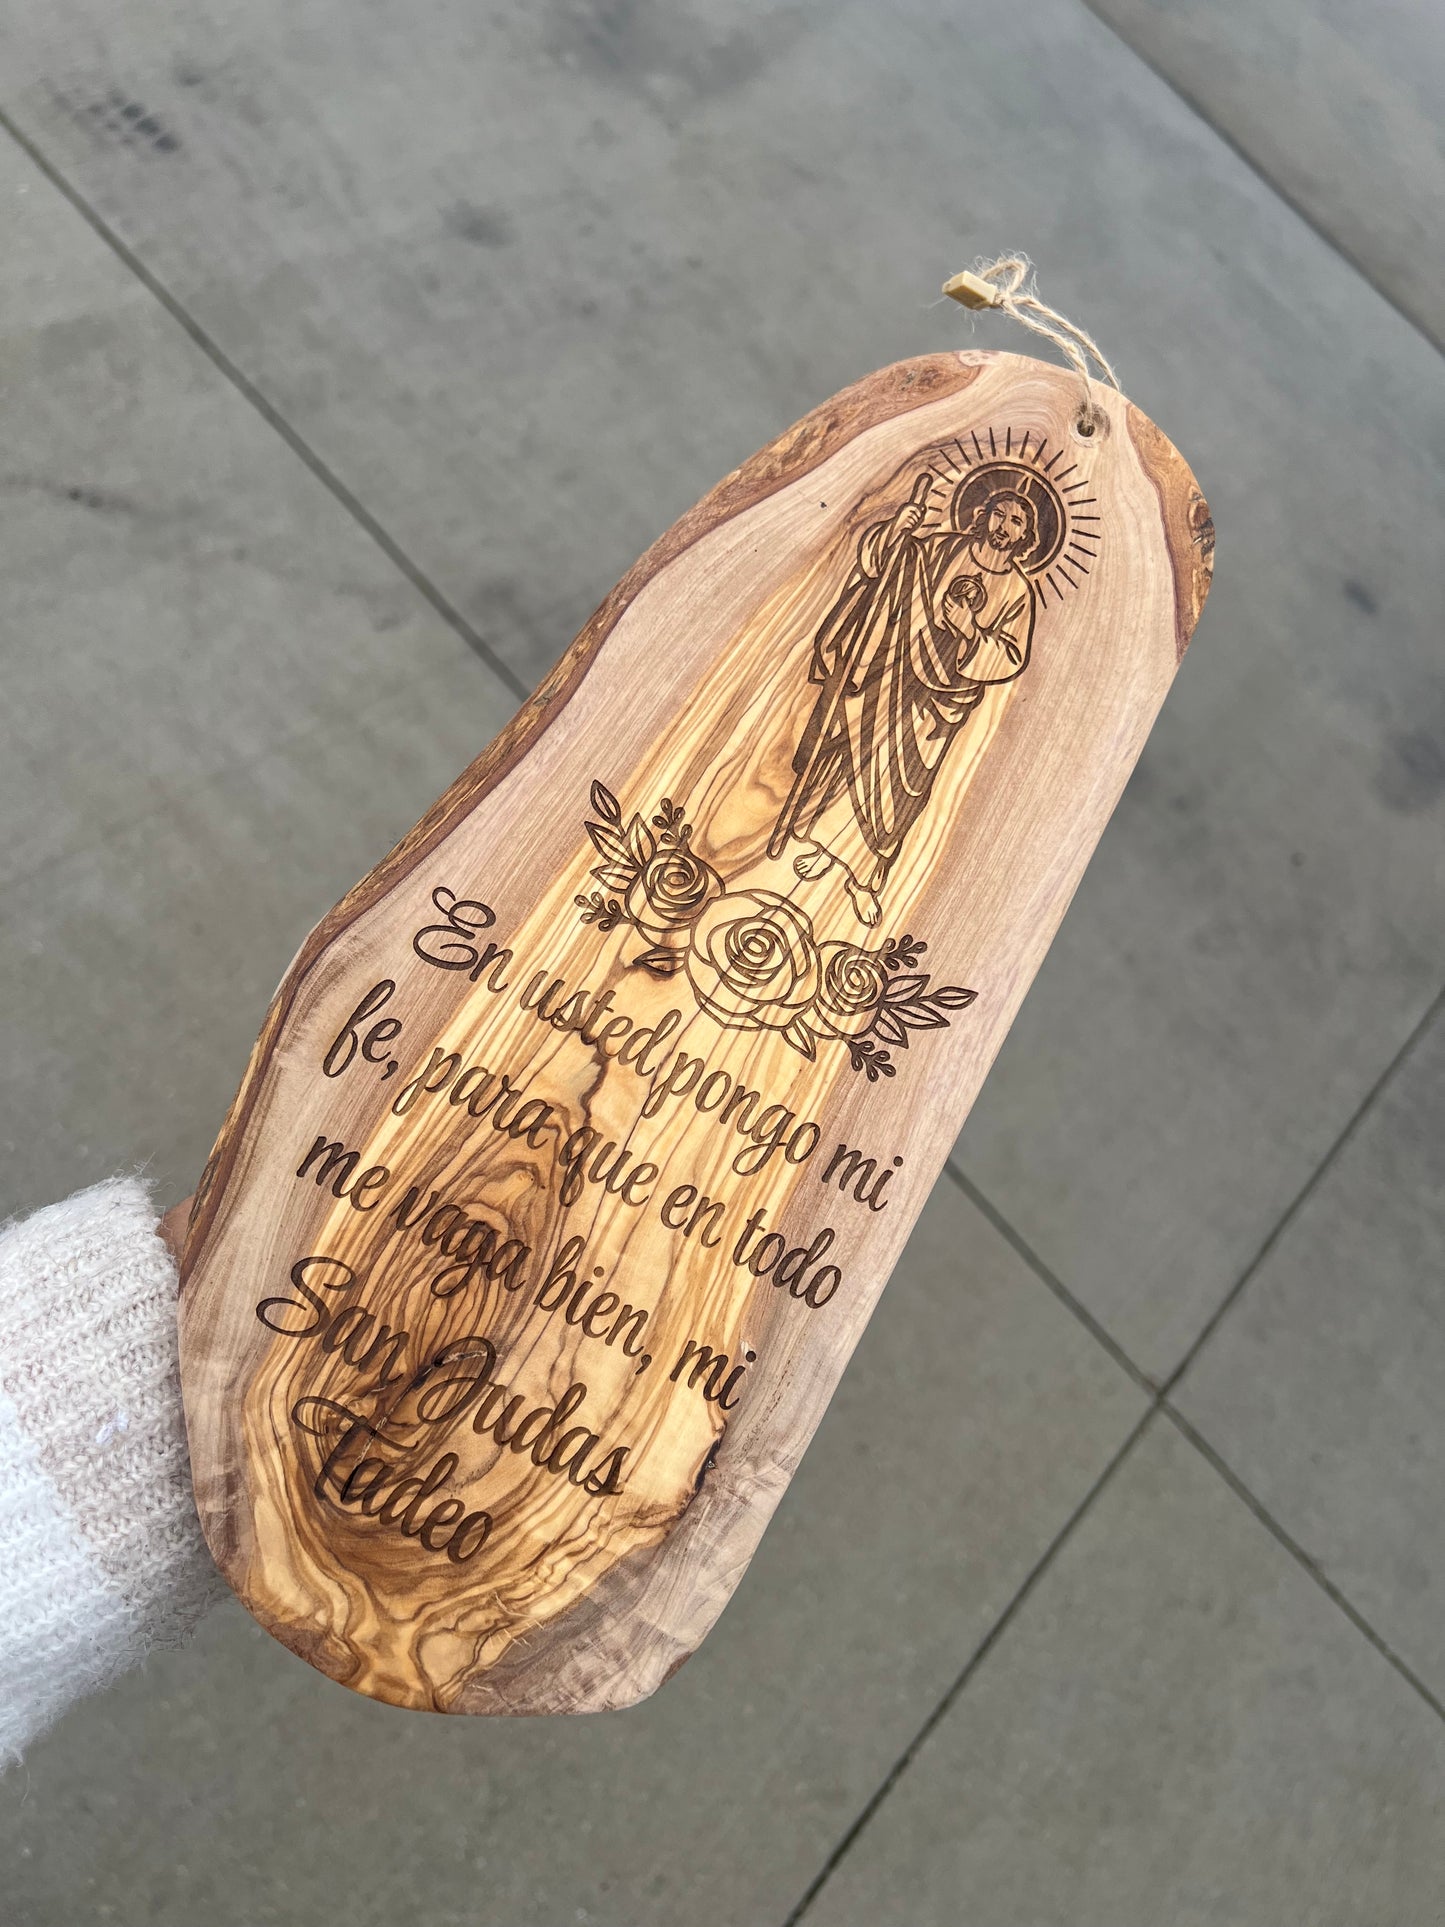 En usted pongo mi
fe, para que en todo
me vaya bien, mi
San Judas
Tadeo